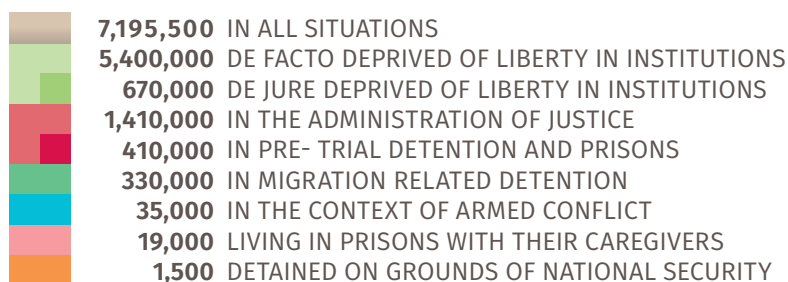 7,195,500 IN ALL SITUATIONS
5,400,000 DE FACTO DEPRIVED OF LIBERTY IN INSTITUTIONS
670,000 DE JURE DEPRIVED OF LIBERTY IN INSTITUTIONS
1,410,000 IN THE ADMINISTRATION OF JUSTICE
410,000 IN PRE- TRIAL DETENTION AND PRISONS
330,000 IN MIGRATION RELATED DETENTION
35,000 IN THE CONTEXT OF ARMED CONFLICT
19,000 LIVING IN PRISONS WITH THEIR CAREGIVERS
1,500 DETAINED ON GROUNDS OF NATIONAL SECURITY